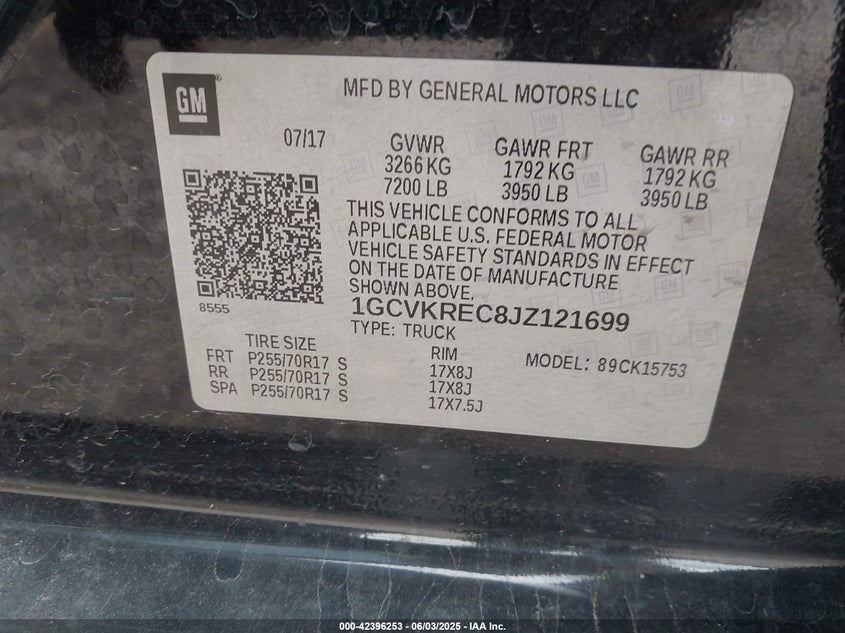 GM
MFD BY GENERAL MOTORS LLC
07/17
GVWR GAWR FRT GAWR RR
3266 KG 1792 KG 1792 KG
7200 LB 3950 LB 3950 LB
THIS VEHICLE CONFORMS TO ALL
APPLICABLE U.S. FEDERAL MOTOR
VEHICLE SAFETY STANDARDS IN EFFECT
ON THE DATE OF MANUFACTURE
SHOWN ABOVE.
8555
1GCVKREC8JZ121699
TYPE: TRUCK
TIRE SIZE RIM MODEL: 89CK15753
FRT P255/70R17 S 17X8J
RR P255/70R17 S 17X8J
SPA P255/70R17 S 17X7.5J
000-42396253 - 06/03/2025 - IAA Inc.